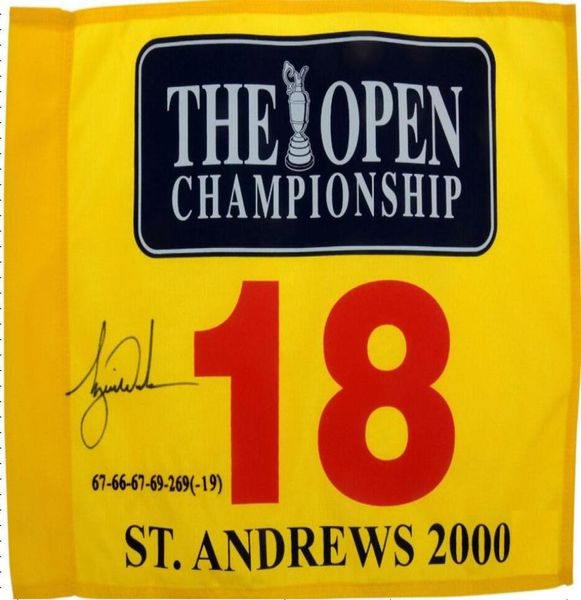 THE OPEN
CHAMPIONSHIP
18
67-66-67-69-269(-19)
ST. ANDREWS 2000